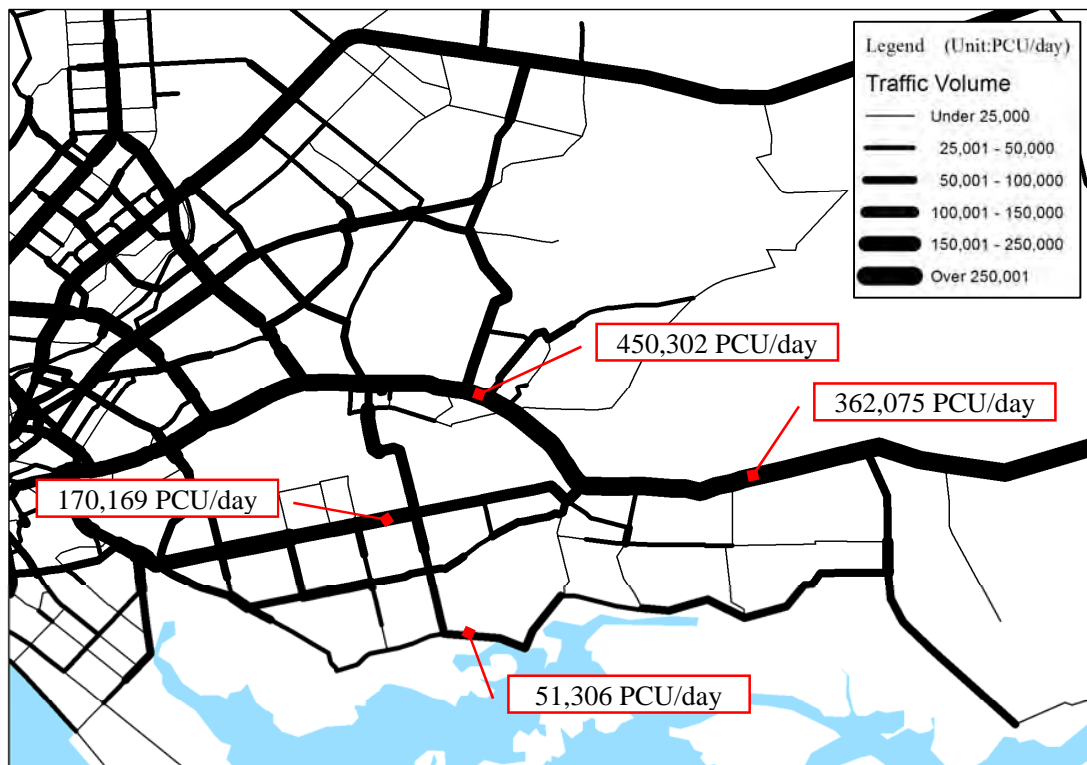 Legend (Unit:PCU/day)
Traffic Volume
Under 25,000
25,001 - 50,000
50,001 - 100,000
100,001 - 150,000
150,001 - 250,000
Over 250,001
450,302 PCU/day
362,075 PCU/day
170,169 PCU/day
51,306 PCU/day